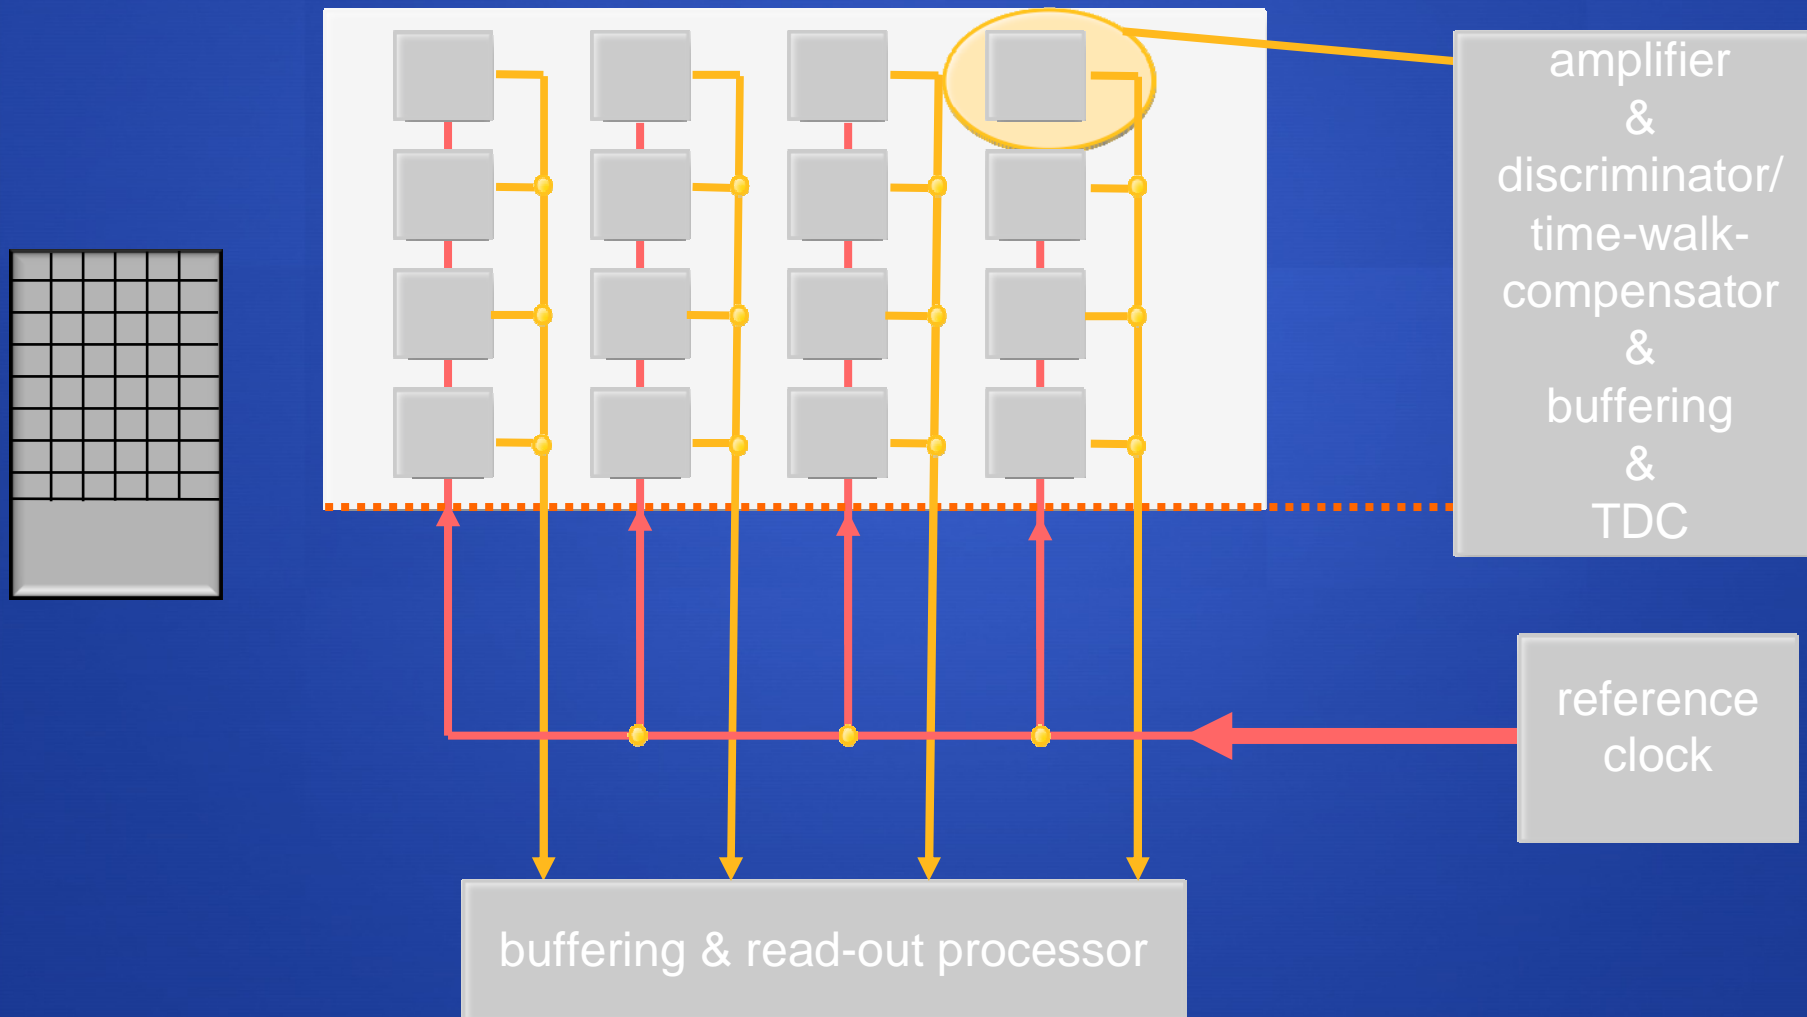 amplifier
&
discriminator/
time-walk-
compensator
&
buffering
&
TDC
reference
clock
buffering & read-out processor